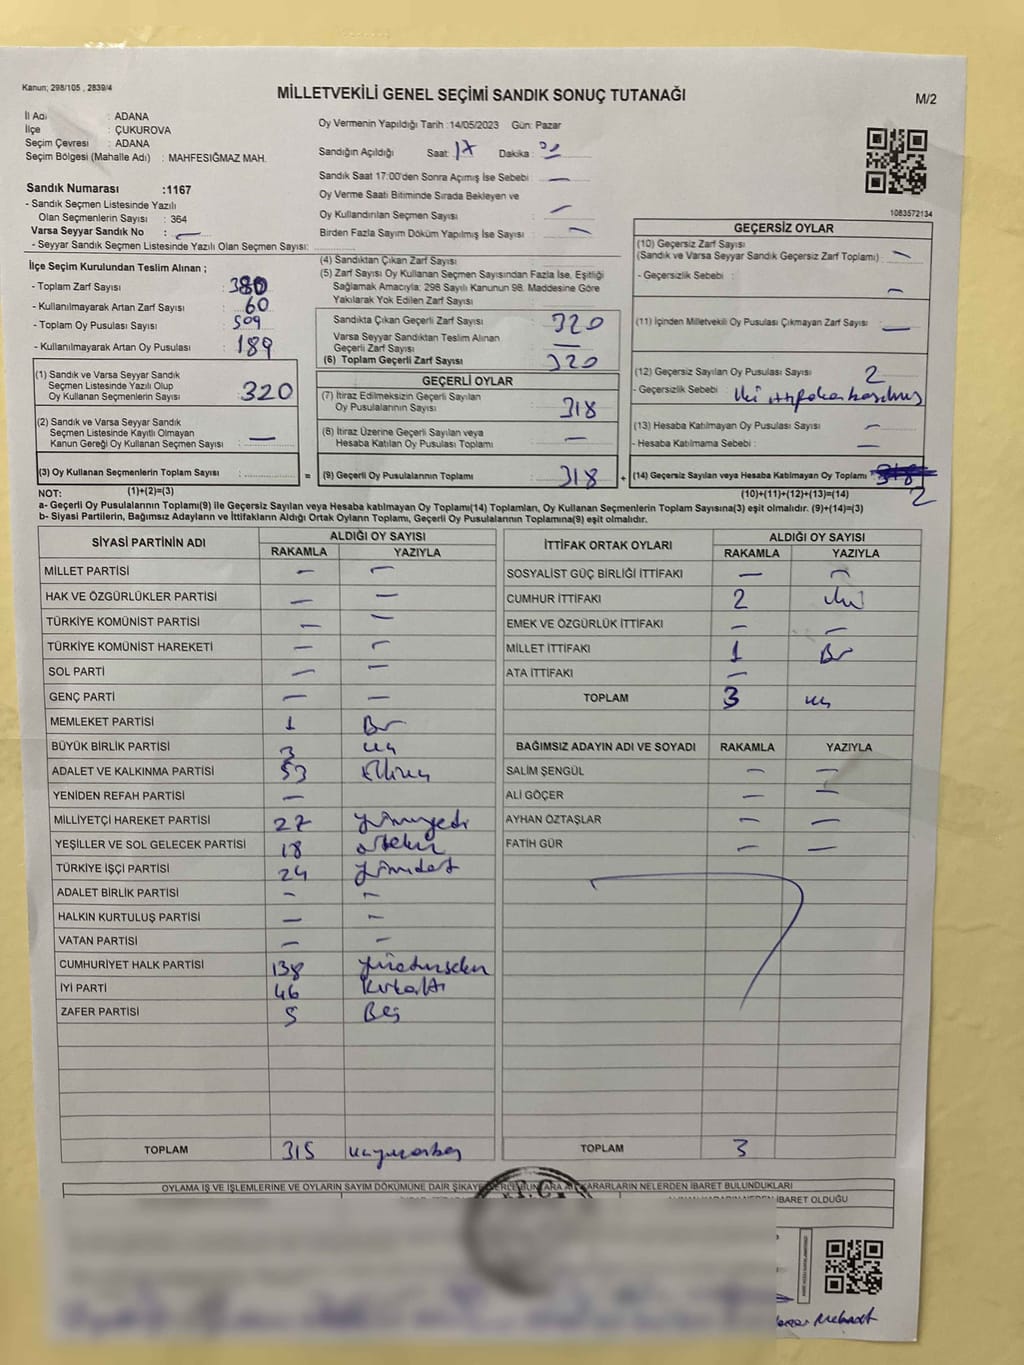 Kanun; 298/105 , 2839/4
MİLLETVEKİLİ GENEL SEÇİMİ SANDIK SONUÇ TUTANAĞI
M/2
İl Adı : ADANA
İlçe : ÇUKUROVA
Seçim Çevresi : ADANA
Seçim Bölgesi (Mahalle Adı) : MAHFESIĞMAZ MAH.
Sandık Numarası :1167
- Sandık Seçmen Listesinde Yazılı
Olan Seçmenlerin Sayısı : 364
Varsa Seyyar Sandık No : —
- Seyyar Sandık Seçmen Listesinde Yazılı Olan Seçmen Sayısı:
Oy Vermenin Yapıldığı Tarih :14/05/2023 Gün: Pazar
Sandığın Açıldığı Saat: 17 Dakika :
Sandık Saat 17:00'den Sonra Açımış İse Sebebi —
Oy Verme Saati Bitiminde Sırada Bekleyen ve
Oy Kullandırılan Seçmen Sayısı —
Birden Fazla Sayım Döküm Yapılmış İse Sayısı —
1083572134
İlçe Seçim Kurulundan Teslim Alınan ;
- Toplam Zarf Sayısı : 380
- Kullanılmayarak Artan Zarf Sayısı : 60
- Toplam Oy Pusulası Sayısı : 509
- Kullanılmayarak Artan Oy Pusulası : 189
(1) Sandık ve Varsa Seyyar Sandık
Seçmen Listesinde Yazılı Olup
Oy Kullanan Seçmenlerin Sayısı : 320
(2) Sandık ve Varsa Seyyar Sandık
Seçmen Listesinde Kayıtlı Olmayan
Kanun Gereği Oy Kullanan Seçmen Sayısı : —
(3) Oy Kullanan Seçmenlerin Toplam Sayısı :
=
(4) Sandıktan Çıkan Zarf Sayısı
(5) Zarf Sayısı Oy Kullanan Seçmen Sayısından Fazla İse, Eşitliği
Sağlamak Amacıyla; 298 Sayılı Kanunun 98. Maddesine Göre
Yakılarak Yok Edilen Zarf Sayısı
Sandıkta Çıkan Geçerli Zarf Sayısı 320
Varsa Seyyar Sandıktan Teslim Alınan
Geçerli Zarf Sayısı —
(6) Toplam Geçerli Zarf Sayısı 320
GEÇERLİ OYLAR
(7) İtiraz Edilmeksizin Geçerli Sayılan
Oy Pusulalarının Sayısı 318
(8) İtiraz Üzerine Geçerli Sayılan veya
Hesaba Katılan Oy Pusulası Toplamı —
(9) Geçerli Oy Pusulalarının Toplamı 318
+
GEÇERSİZ OYLAR
(10) Geçersiz Zarf Sayısı
(Sandık ve Varsa Seyyar Sandık Geçersiz Zarf Toplamı) : —
- Geçersizlik Sebebi : —
(11) İçinden Milletvekili Oy Pusulası Çıkmayan Zarf Sayısı : —
(12) Geçersiz Sayılan Oy Pusulası Sayısı : 2
- Geçersizlik Sebebi : iki ittifaka basılmış
(13) Hesaba Katılmayan Oy Pusulası Sayısı : —
- Hesaba Katılmama Sebebi : —
(14) Geçersiz Sayılan veya Hesaba Katılmayan Oy Toplamı : 2
NOT: (1)+(2)=(3)
(10)+(11)+(12)+(13)=(14)
a- Geçerli Oy Pusulalarının Toplamı(9) ile Geçersiz Sayılan veya Hesaba katılmayan Oy Toplamı(14) Toplamları, Oy Kullanan Seçmenlerin Toplam Sayısına(3) eşit olmalıdır. (9)+(14)=(3)
b- Siyasi Partilerin, Bağımsız Adayların ve İttifakların Aldığı Ortak Oyların Toplamı, Geçerli Oy Pusulalarının Toplamına(9) eşit olmalıdır.
SİYASİ PARTİNİN ADI
ALDIĞI OY SAYISI
RAKAMLA YAZIYLA
MİLLET PARTİSİ — —
HAK VE ÖZGÜRLÜKLER PARTİSİ — —
TÜRKİYE KOMÜNİST PARTİSİ — —
TÜRKİYE KOMÜNİST HAREKETİ — —
SOL PARTİ — —
GENÇ PARTİ — —
MEMLEKET PARTİSİ 1 Bir
BÜYÜK BİRLİK PARTİSİ 3 üç
ADALET VE KALKINMA PARTİSİ 53 Elliüç
YENİDEN REFAH PARTİSİ —
MİLLİYETÇİ HAREKET PARTİSİ 27 yirmiyedi
YEŞİLLER VE SOL GELECEK PARTİSİ 18 onsekiz
TÜRKİYE İŞÇİ PARTİSİ 24 yirmidört
ADALET BİRLİK PARTİSİ — —
HALKIN KURTULUŞ PARTİSİ — —
VATAN PARTİSİ — —
CUMHURİYET HALK PARTİSİ 138 yüzotuzsekiz
İYİ PARTİ 46 kırkaltı
ZAFER PARTİSİ 5 Beş
TOPLAM 315 üçyüzonbeş
İTTİFAK ORTAK OYLARI
ALDIĞI OY SAYISI
RAKAMLA YAZIYLA
SOSYALİST GÜÇ BİRLİĞİ İTTİFAKI — —
CUMHUR İTTİFAKI 2 iki
EMEK VE ÖZGÜRLÜK İTTİFAKI — —
MİLLET İTTİFAKI 1 Bir
ATA İTTİFAKI —
TOPLAM 3 üç
BAĞIMSIZ ADAYIN ADI VE SOYADI RAKAMLA YAZIYLA
SALİM ŞENGÜL — —
ALİ GÖÇER — —
AYHAN ÖZTAŞLAR — —
FATİH GÜR — —
TOPLAM 3
OYLAMA İŞ VE İŞLEMLERİNE VE OYLARIN SAYIM DÖKÜMÜNE DAİR ŞİKAYE KARARLARIN NELERDEN İBARET BULUNDUKLARI
T.C.
İBARET OLDUĞU
Mehmet